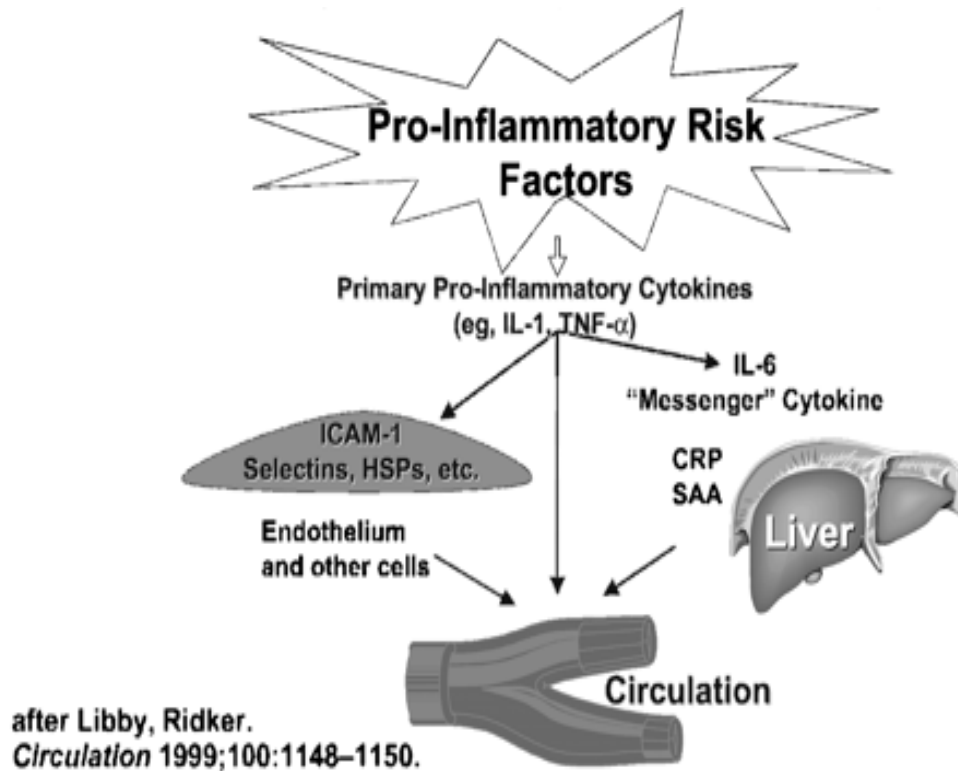 Pro-Inflammatory Risk
Factors
Primary Pro-Inflammatory Cytokines
(eg, IL-1, TNF-α)
IL-6
"Messenger" Cytokine
ICAM-1
Selectins, HSPs, etc.
CRP
SAA
Liver
Endothelium
and other cells
Circulation
after Libby, Ridker.
Circulation 1999;100:1148–1150.